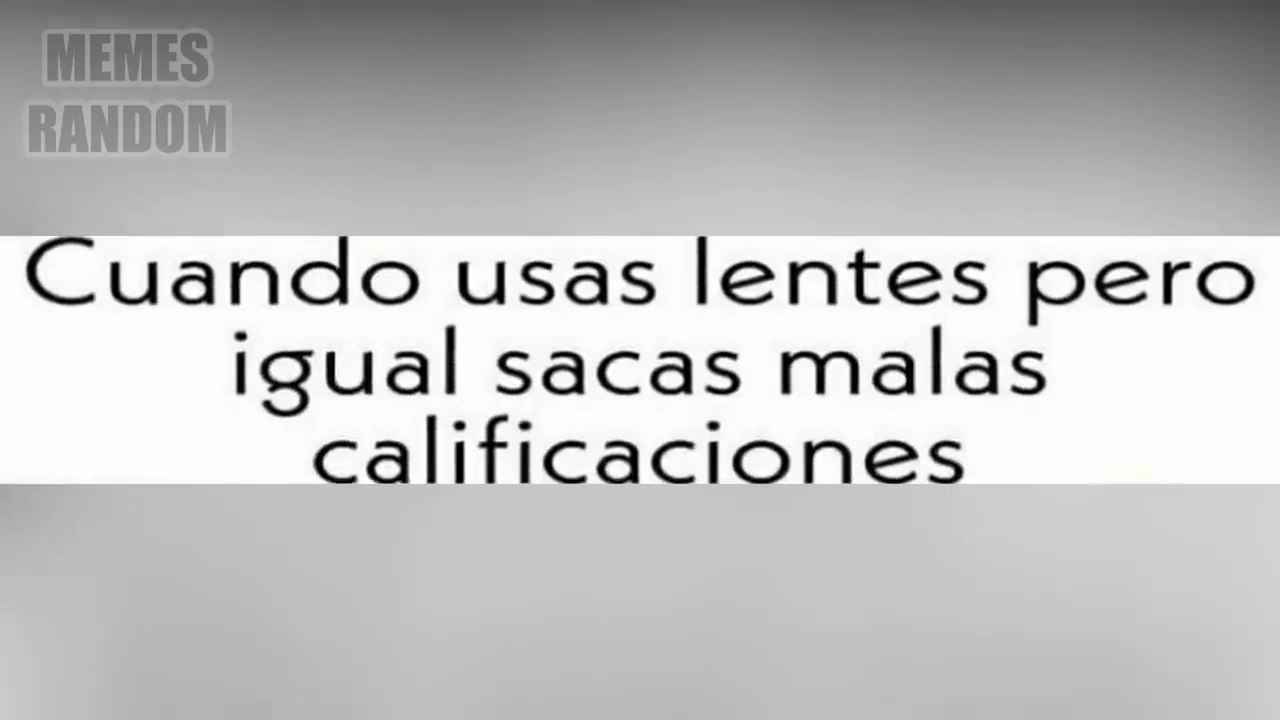 MEMES
RANDOM
Cuando usas lentes pero
igual sacas malas
calificaciones